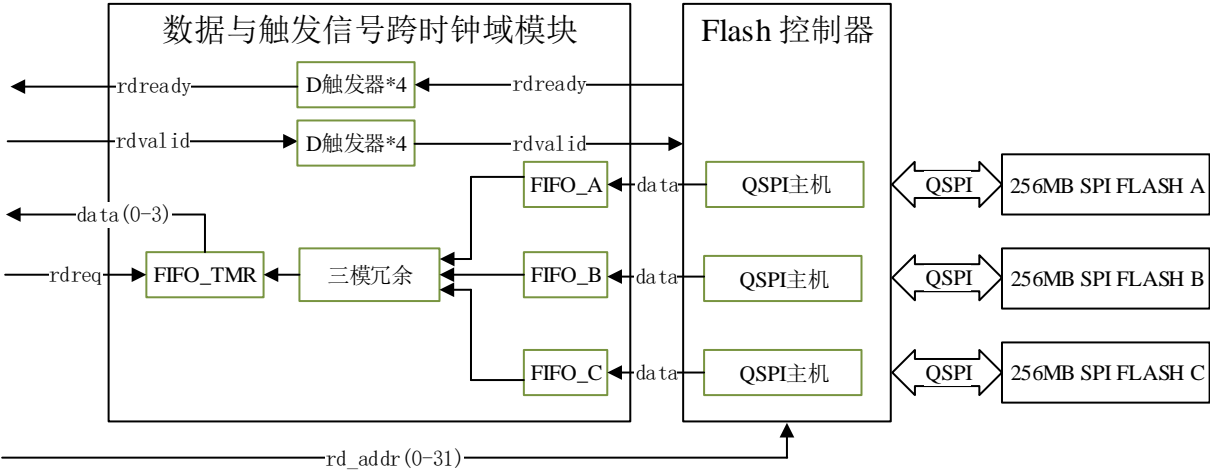 数据与触发信号跨时钟域模块
Flash 控制器
rdready
D触发器*4
rdready
rdvalid
D触发器*4
rdvalid
FIFO_A
data
QSPI主机
QSPI
256MB SPI FLASH A
data(0-3)
rdreq
FIFO_TMR
三模冗余
FIFO_B
data
QSPI主机
QSPI
256MB SPI FLASH B
FIFO_C
data
QSPI主机
QSPI
256MB SPI FLASH C
rd_addr(0-31)